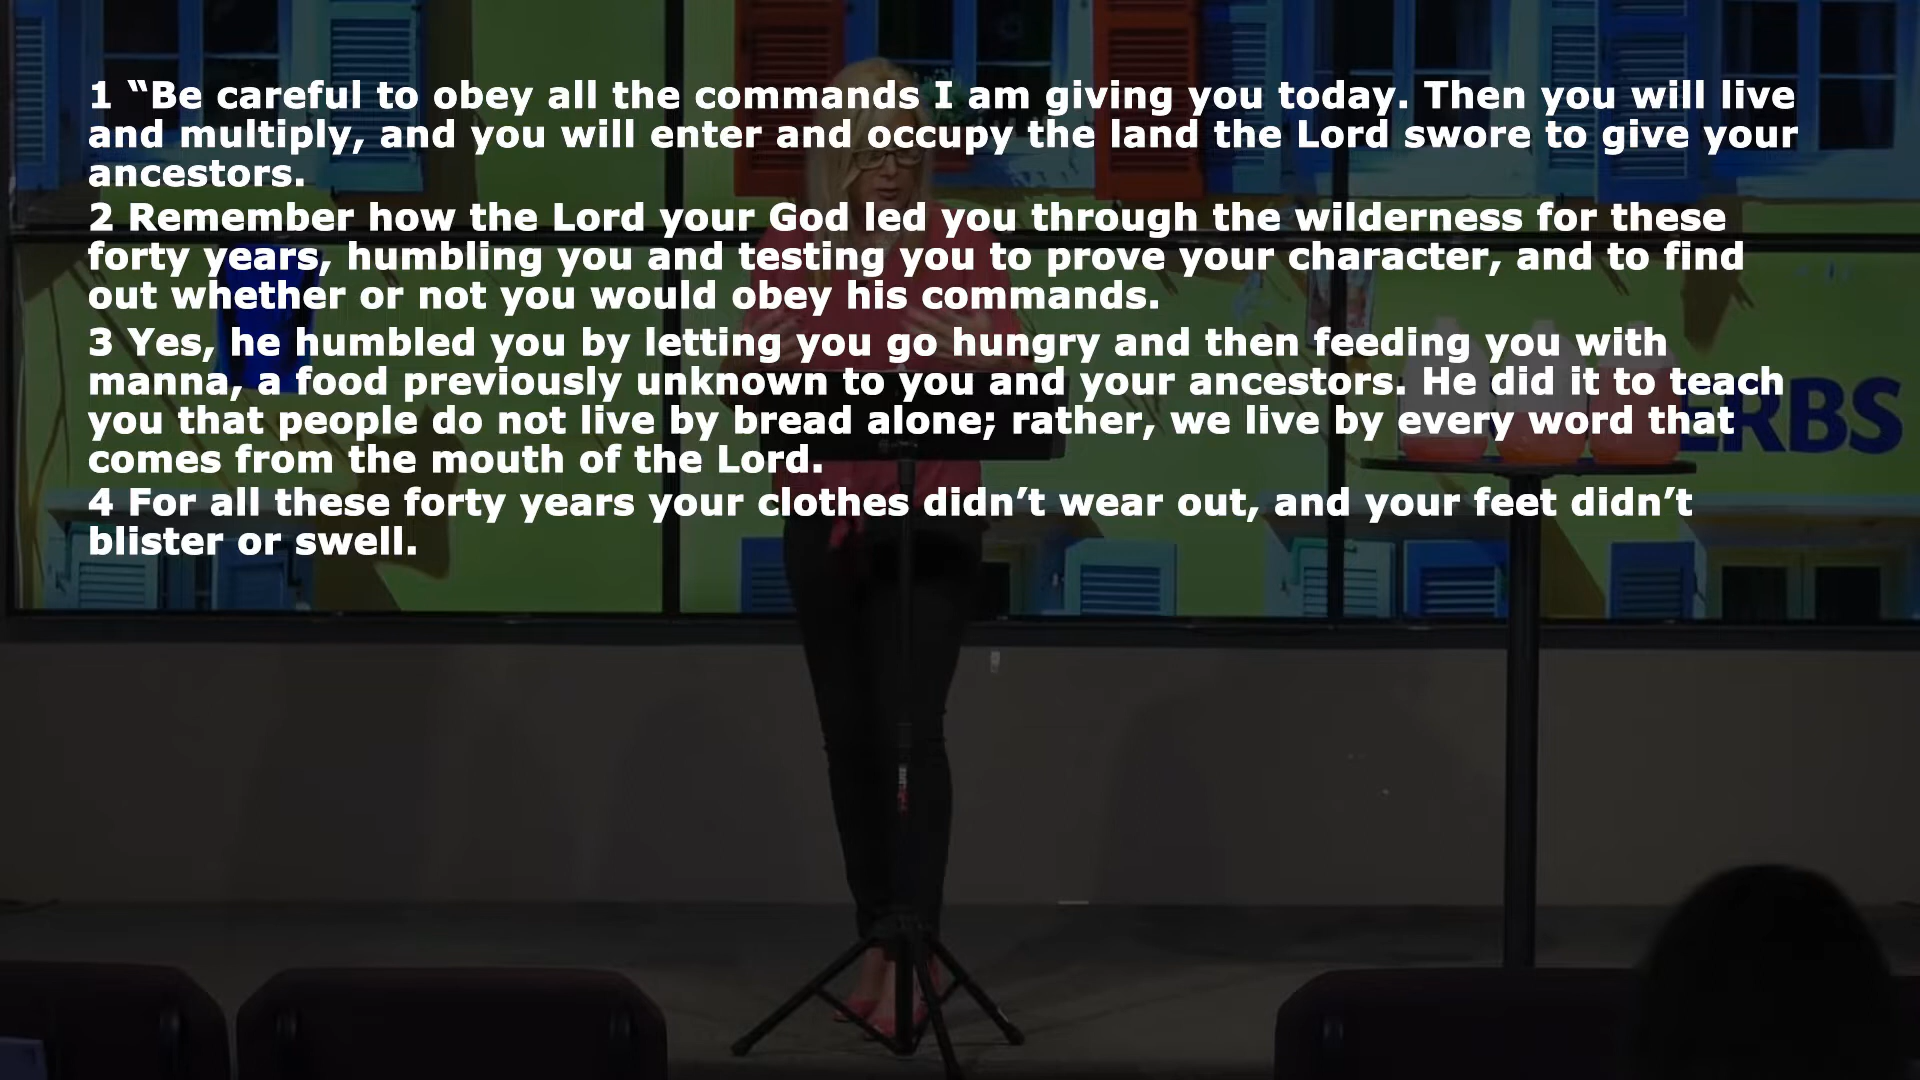 1 “Be careful to obey all the commands I am giving you today. Then you will live
and multiply, and you will enter and occupy the land the Lord swore to give your
ancestors.
2 Remember how the Lord your God led you through the wilderness for these
forty years, humbling you and testing you to prove your character, and to find
out whether or not you would obey his commands.
3 Yes, he humbled you by letting you go hungry and then feeding you with
manna, a food previously unknown to you and your ancestors. He did it to teach
you that people do not live by bread alone; rather, we live by every word that
comes from the mouth of the Lord.
4 For all these forty years your clothes didn’t wear out, and your feet didn’t
blister or swell.